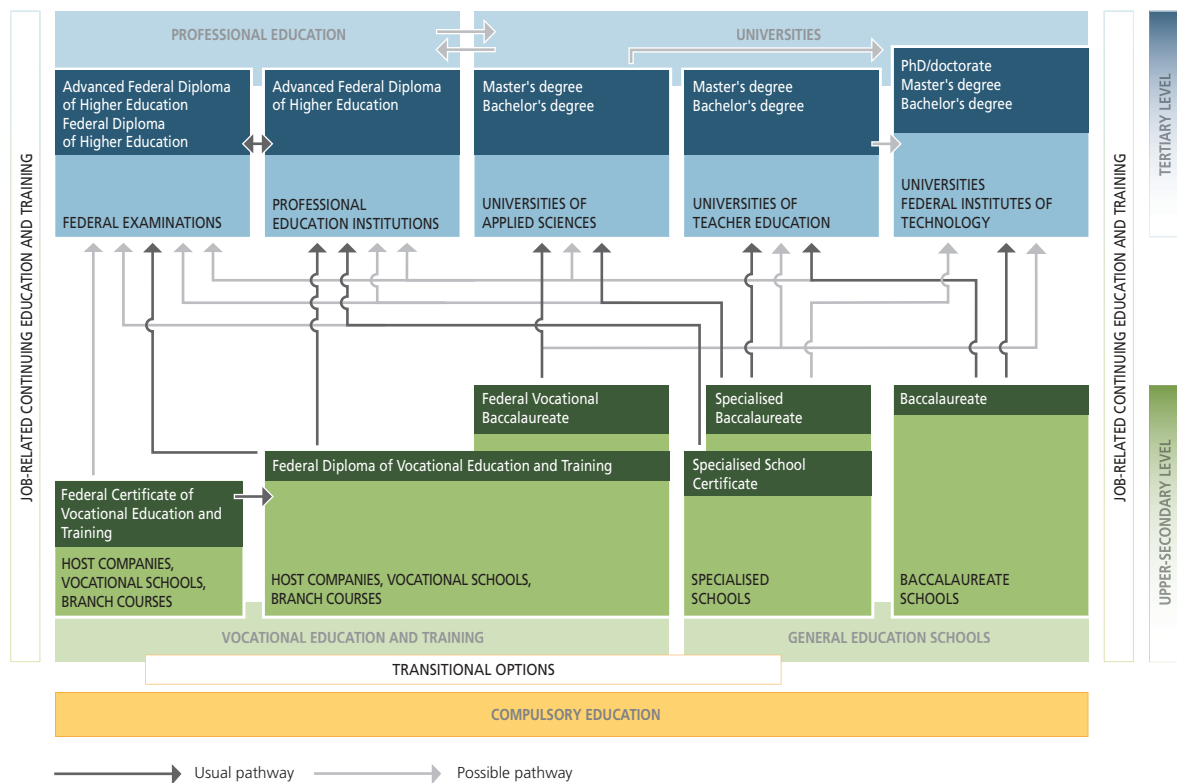 PROFESSIONAL EDUCATION
UNIVERSITIES
Advanced Federal Diploma
of Higher Education
Federal Diploma
of Higher Education
FEDERAL EXAMINATIONS
Advanced Federal Diploma
of Higher Education
PROFESSIONAL
EDUCATION INSTITUTIONS
Master's degree
Bachelor's degree
UNIVERSITIES OF
APPLIED SCIENCES
Master's degree
Bachelor's degree
UNIVERSITIES OF
TEACHER EDUCATION
PhD/doctorate
Master's degree
Bachelor's degree
UNIVERSITIES
FEDERAL INSTITUTES OF
TECHNOLOGY
JOB-RELATED CONTINUING EDUCATION AND TRAINING
JOB-RELATED CONTINUING EDUCATION AND TRAINING
TERTIARY LEVEL
UPPER-SECONDARY LEVEL
Federal Vocational
Baccalaureate
Specialised
Baccalaureate
Baccalaureate
Federal Diploma of Vocational Education and Training
Specialised School
Certificate
Federal Certificate of
Vocational Education and
Training
HOST COMPANIES,
VOCATIONAL SCHOOLS,
BRANCH COURSES
HOST COMPANIES, VOCATIONAL SCHOOLS,
BRANCH COURSES
SPECIALISED
SCHOOLS
BACCALAUREATE
SCHOOLS
VOCATIONAL EDUCATION AND TRAINING
GENERAL EDUCATION SCHOOLS
TRANSITIONAL OPTIONS
COMPULSORY EDUCATION
Usual pathway
Possible pathway